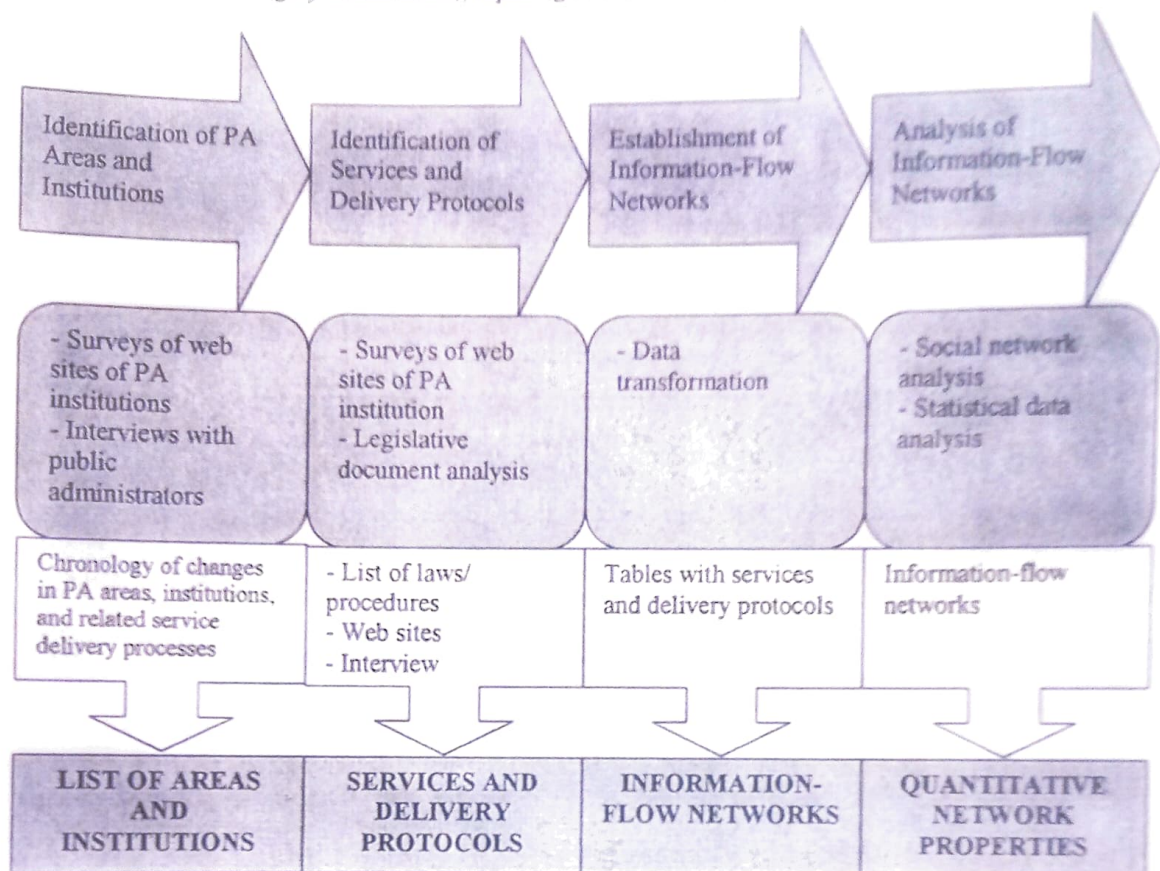 Identification of PA
Areas and
Institutions
Identification of
Services and
Delivery Protocols
Establishment of
Information-Flow
Networks
Analysis of
Information-Flow
Networks
- Surveys of web
sites of PA
institutions
- Interviews with
public
administrators
- Surveys of web
sites of PA
institution
- Legislative
document analysis
- Data
transformation
- Social network
analysis
- Statistical data
analysis
Chronology of changes
in PA areas, institutions,
and related service
delivery processes
- List of laws/
procedures
- Web sites
- Interview
Tables with services
and delivery protocols
Information-flow
networks
LIST OF AREAS
AND
INSTITUTIONS
SERVICES AND
DELIVERY
PROTOCOLS
INFORMATION-
FLOW NETWORKS
QUANTITATIVE
NETWORK
PROPERTIES